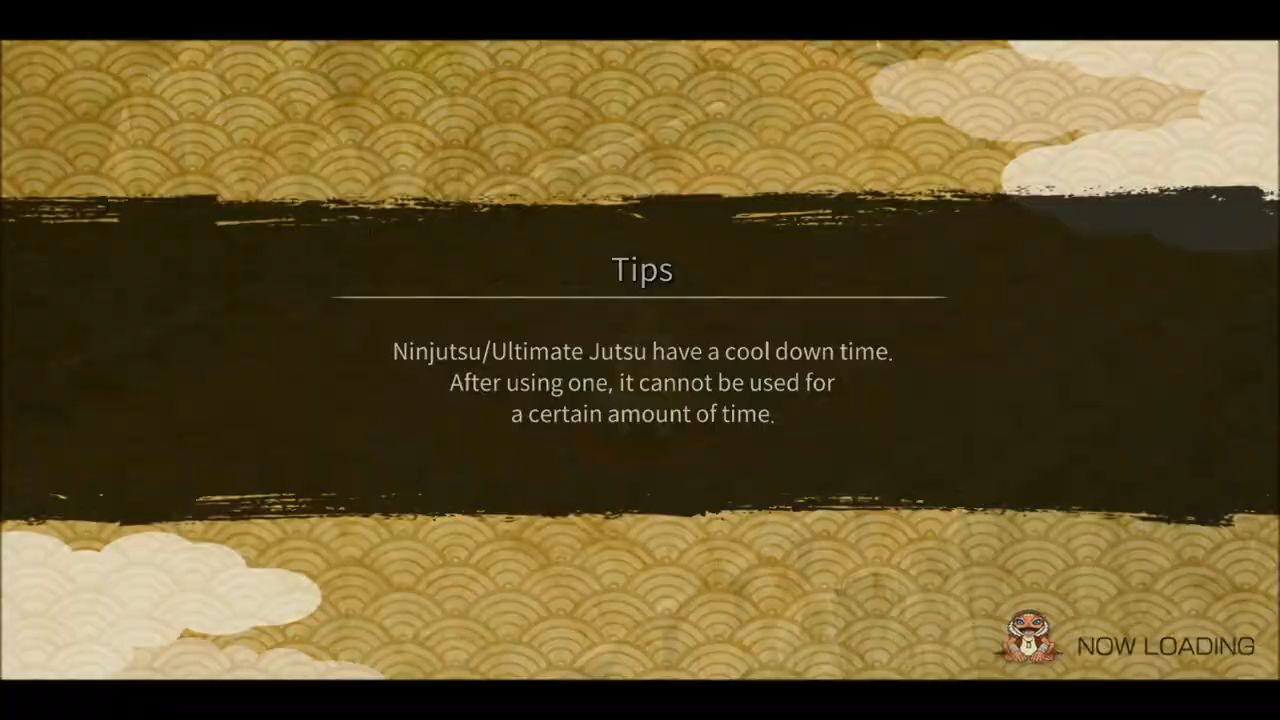 Tips
Ninjutsu/Ultimate Jutsu have a cool down time.
After using one, it cannot be used for
a certain amount of time.
NOW LOADING